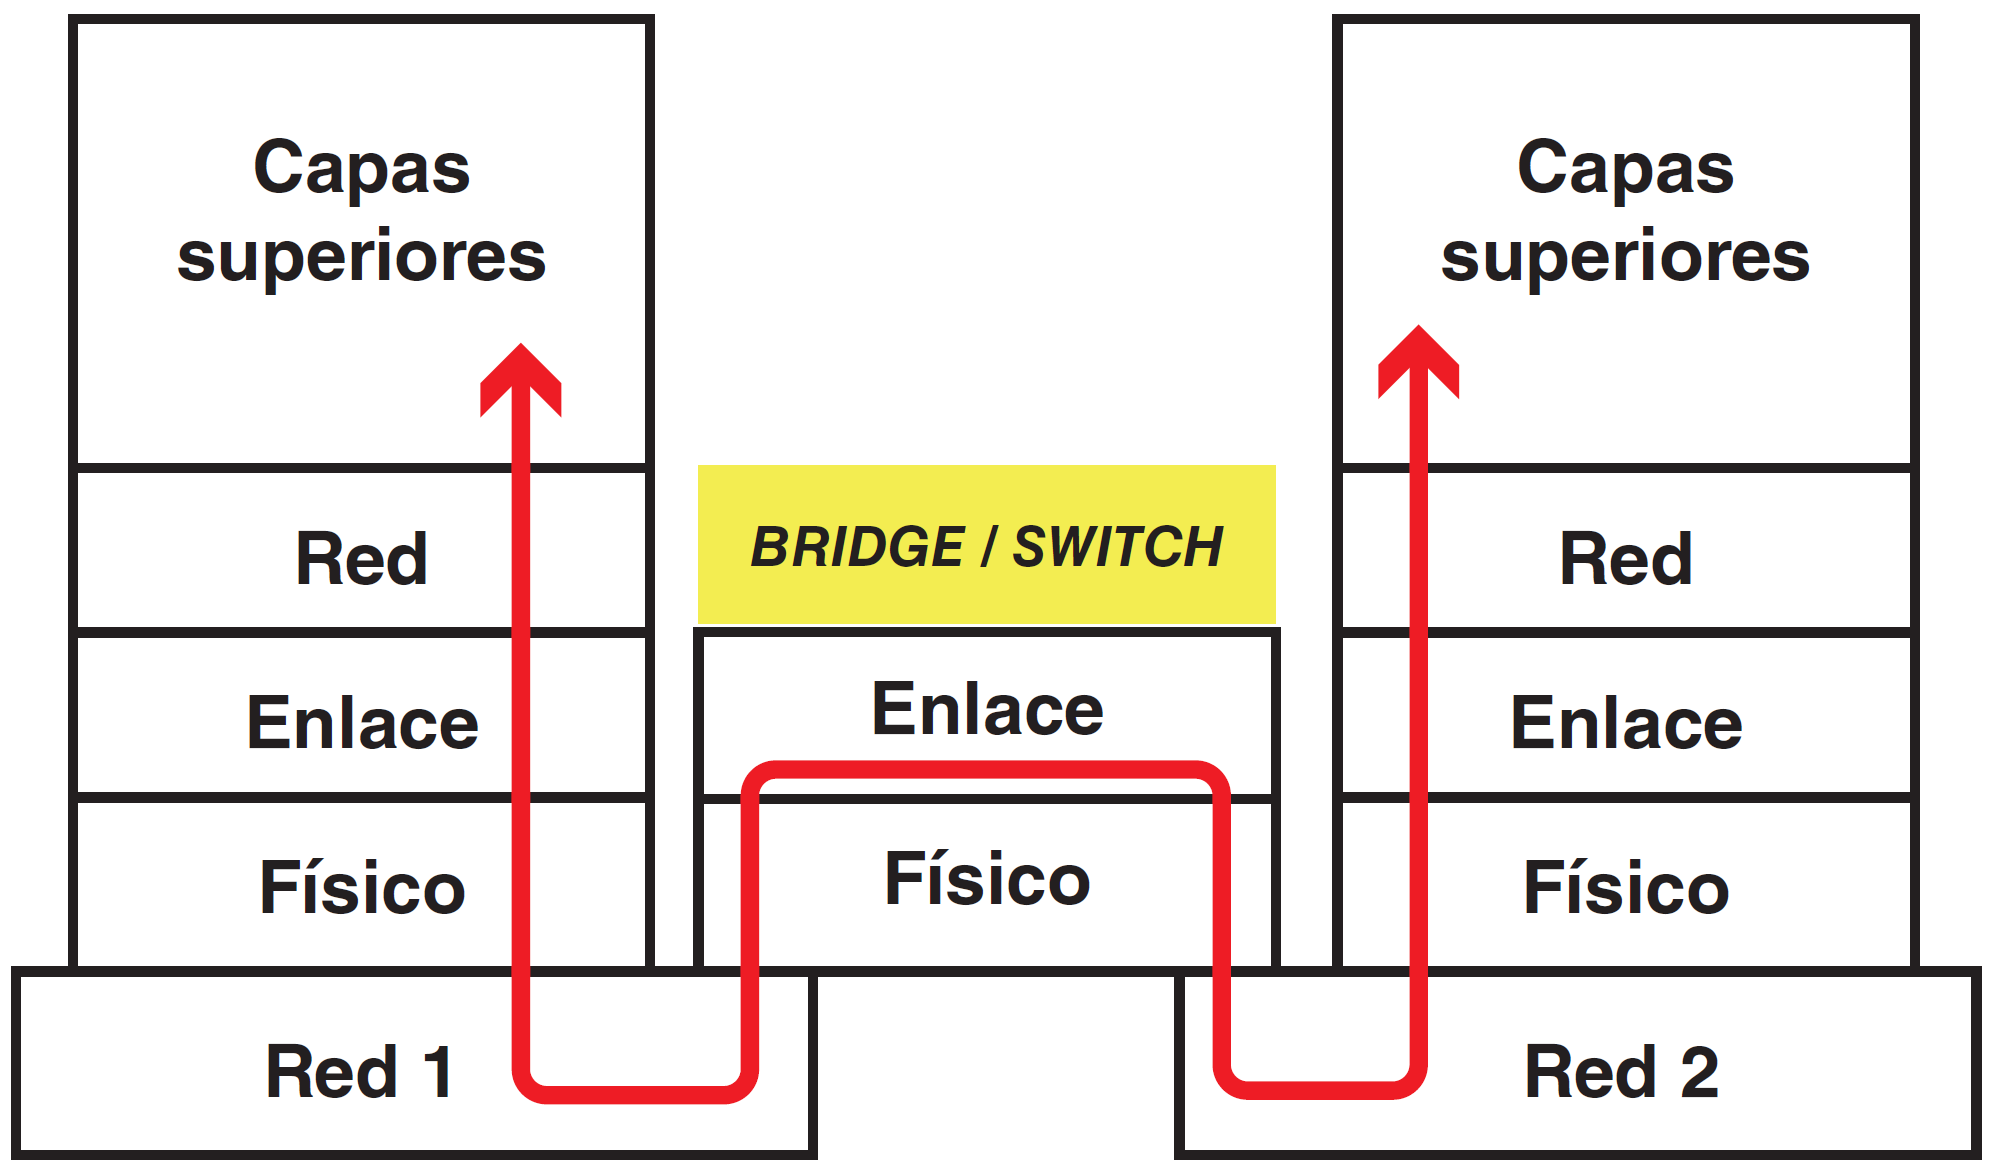 Capas
superiores
Red
Enlace
Físico
Red 1
BRIDGE / SWITCH
Enlace
Físico
Capas
superiores
Red
Enlace
Físico
Red 2